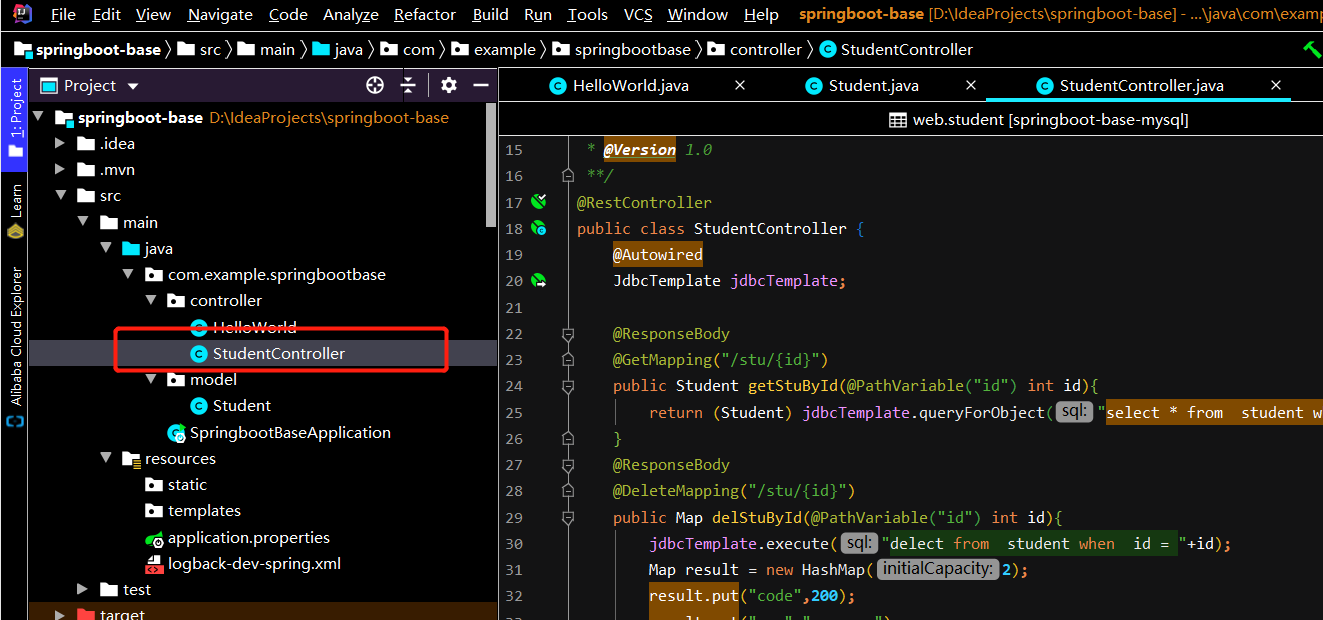 File Edit View Navigate Code Analyze Refactor Build Run Tools VCS Window Help springboot-base [D:\IdeaProjects\springboot-base] - ...\java\com\examp
springboot-base src main java com example springbootbase controller StudentController
1: Project
Learn
Alibaba Cloud Explorer
Project
springboot-base D:\IdeaProjects\springboot-base
.idea
.mvn
src
main
java
com.example.springbootbase
controller
HelloWorld
StudentController
model
Student
SpringbootBaseApplication
resources
static
templates
application.properties
logback-dev-spring.xml
test
target
HelloWorld.java Student.java StudentController.java
web.student [springboot-base-mysql]
15 * @Version 1.0
16 **/
17 @RestController
18 public class StudentController {
19 @Autowired
20 JdbcTemplate jdbcTemplate;
21
22 @ResponseBody
23 @GetMapping("/stu/{id}")
24 public Student getStuById(@PathVariable("id") int id){
25 return (Student) jdbcTemplate.queryForObject( sql: "select * from student w
26 }
27 @ResponseBody
28 @DeleteMapping("/stu/{id}")
29 public Map delStuById(@PathVariable("id") int id){
30 jdbcTemplate.execute( sql: "delect from student when id = "+id);
31 Map result = new HashMap( initialCapacity: 2);
32 result.put("code",200);